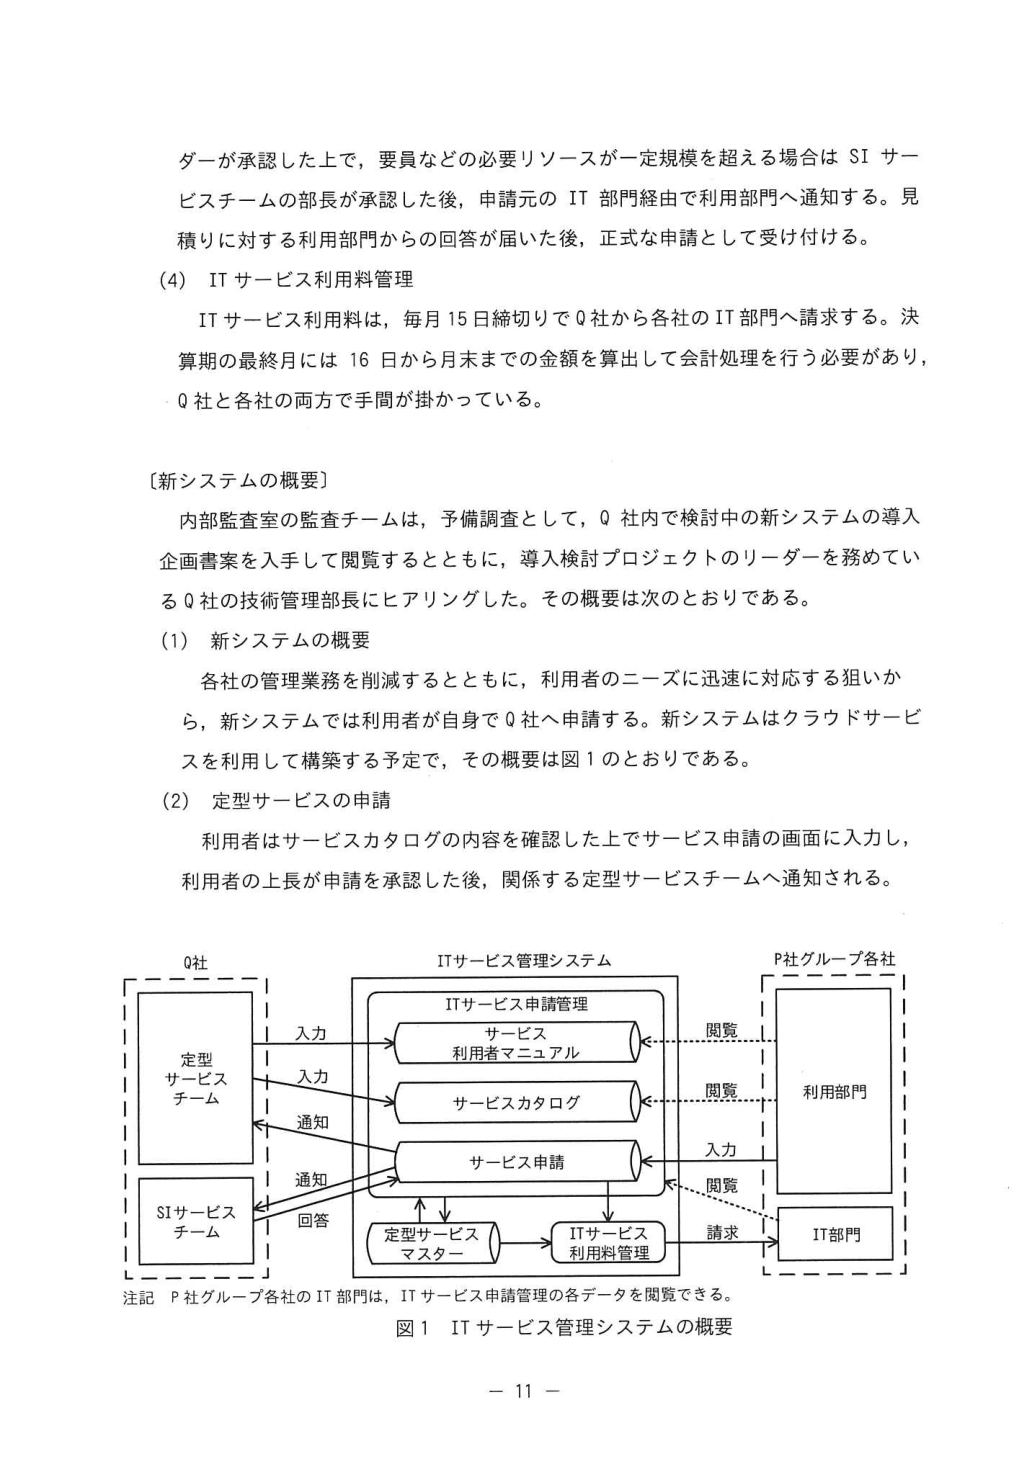 ダーが承認した上で，要員などの必要リソースが一定規模を超える場合は SI サー
ビスチームの部長が承認した後，申請元の IT 部門経由で利用部門へ通知する。見
積りに対する利用部門からの回答が届いた後，正式な申請として受け付ける。
(4) IT サービス利用料管理
IT サービス利用料は，毎月 15 日締切りで Q 社から各社の IT 部門へ請求する。決
算期の最終月には 16 日から月末までの金額を算出して会計処理を行う必要があり，
Q 社と各社の両方で手間が掛かっている。
〔新システムの概要〕
内部監査室の監査チームは，予備調査として，Q 社内で検討中の新システムの導入
企画書案を入手して閲覧するとともに，導入検討プロジェクトのリーダーを務めてい
る Q 社の技術管理部長にヒアリングした。その概要は次のとおりである。
(1) 新システムの概要
各社の管理業務を削減するとともに，利用者のニーズに迅速に対応する狙いか
ら，新システムでは利用者が自身で Q 社へ申請する。新システムはクラウドサービ
スを利用して構築する予定で，その概要は図 1 のとおりである。
(2) 定型サービスの申請
利用者はサービスカタログの内容を確認した上でサービス申請の画面に入力し，
利用者の上長が申請を承認した後，関係する定型サービスチームへ通知される。
Q社
ITサービス管理システム
P社グループ各社
ITサービス申請管理
定型
サービス
チーム
入力
サービス
利用者マニュアル
閲覧
利用部門
入力
サービスカタログ
閲覧
通知
サービス申請
入力
SIサービス
チーム
通知
回答
閲覧
定型サービス
マスター
ITサービス
利用料管理
請求
IT部門
注記 P 社グループ各社の IT 部門は，IT サービス申請管理の各データを閲覧できる。
図 1 IT サービス管理システムの概要
－ 11 －